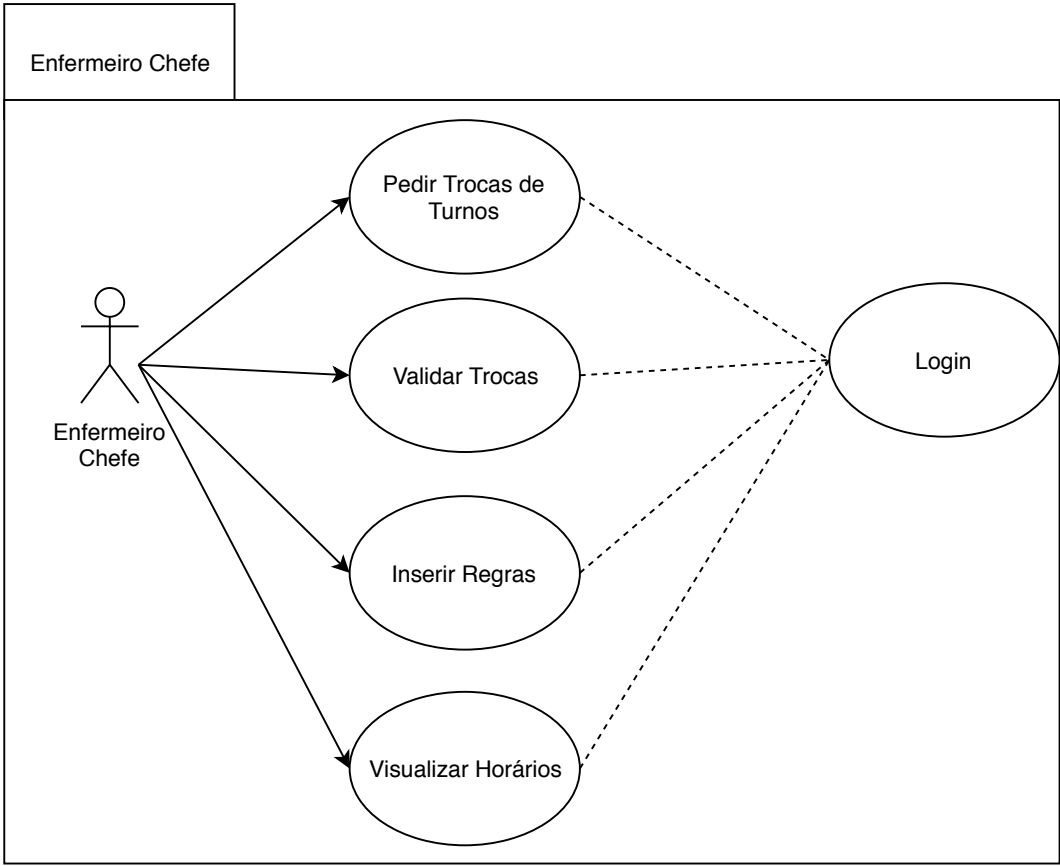 Enfermeiro Chefe
Pedir Trocas de
Turnos
Validar Trocas
Login
Enfermeiro
Chefe
Inserir Regras
Visualizar Horários